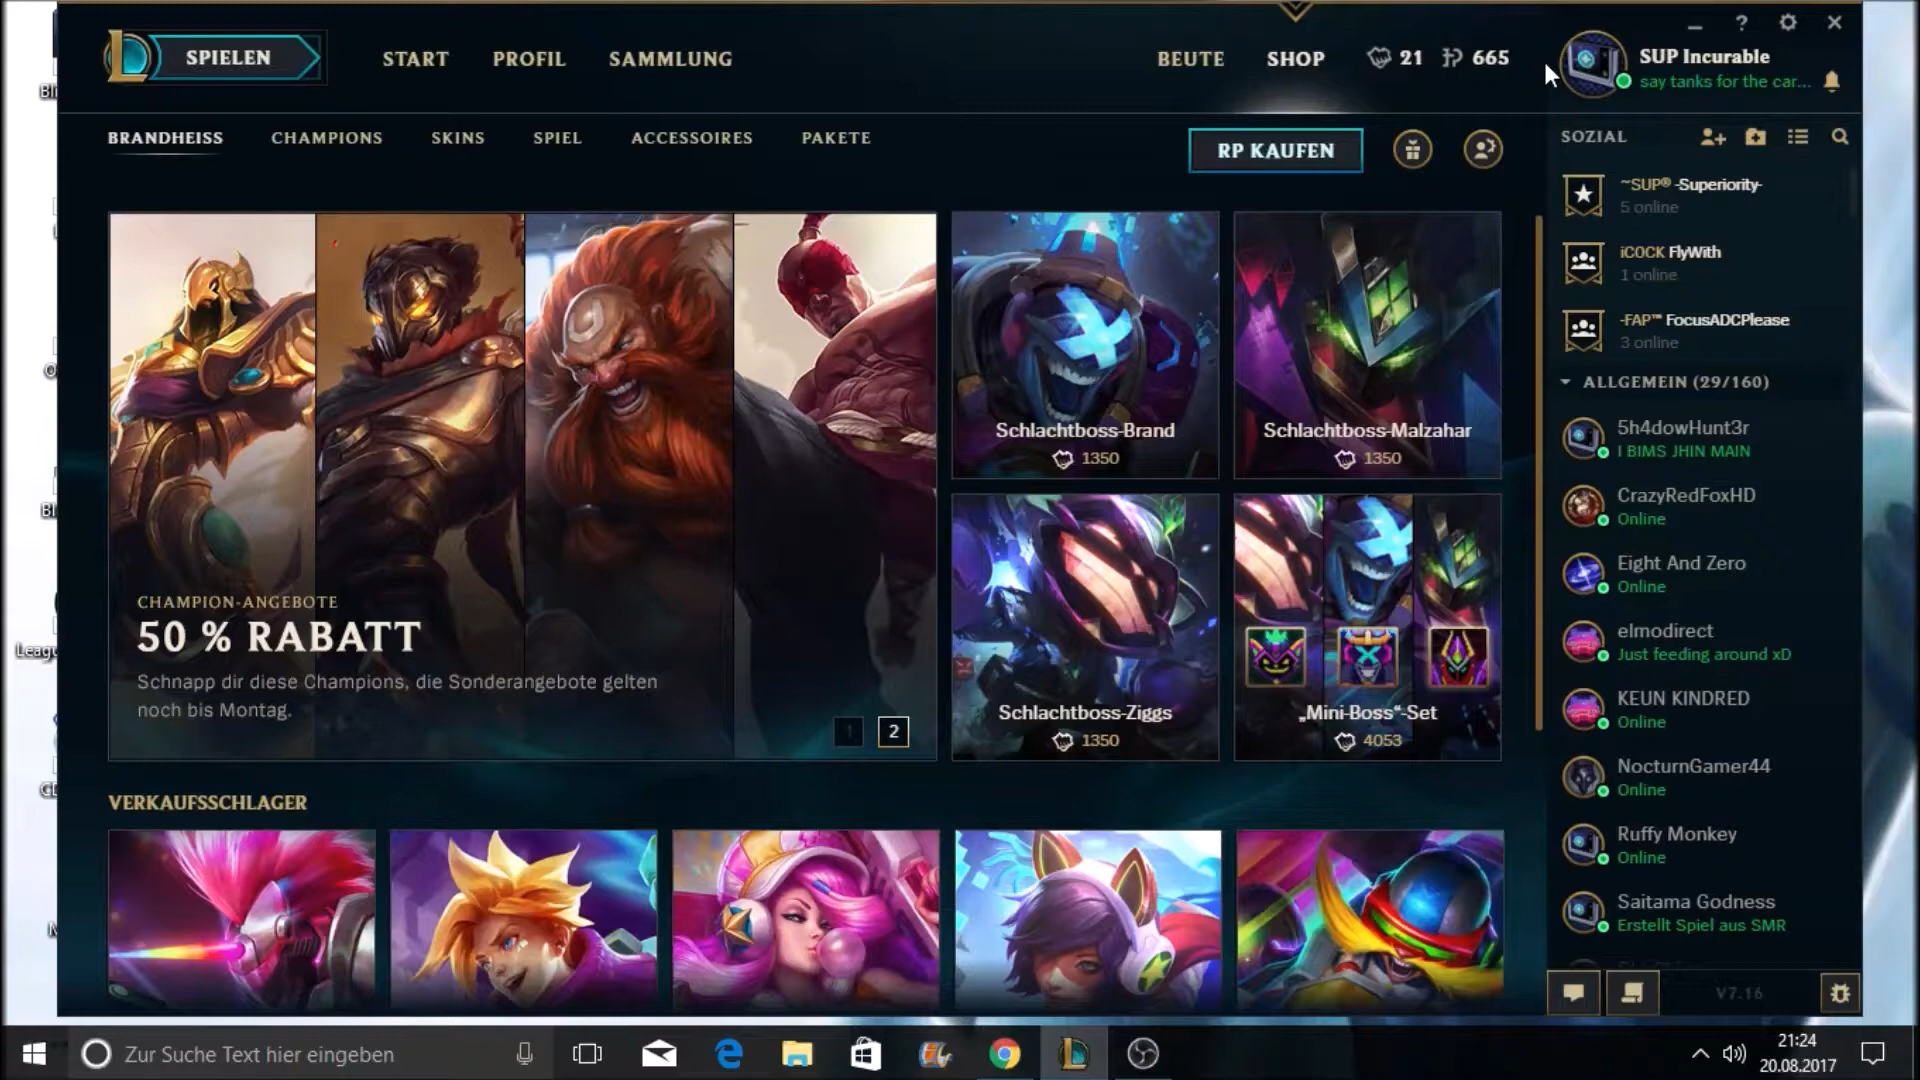 SPIELEN
START
PROFIL
SAMMLUNG
BEUTE
SHOP
21
665
SUP Incurable
say tanks for the car...
BRANDHEISS
CHAMPIONS
SKINS
SPIEL
ACCESSOIRES
PAKETE
RP KAUFEN
CHAMPION-ANGEBOTE
50 % RABATT
Schnapp dir diese Champions, die Sonderangebote gelten
noch bis Montag.
1
2
Schlachtboss-Brand
1350
Schlachtboss-Malzahar
1350
Schlachtboss-Ziggs
1350
„Mini-Boss“-Set
4053
VERKAUFSSCHLAGER
SOZIAL
~SUP® -Superiority-
5 online
iCOCK FlyWith
1 online
-FAP™ FocusADCPlease
3 online
ALLGEMEIN (29/160)
5h4dowHunt3r
I BIMS JHIN MAIN
CrazyRedFoxHD
Online
Eight And Zero
Online
elmodirect
Just feeding around xD
KEUN KINDRED
Online
NocturnGamer44
Online
Ruffy Monkey
Online
Saitama Godness
Erstellt Spiel aus SMR
V7.16
Leagu
Zur Suche Text hier eingeben
21:24
20.08.2017